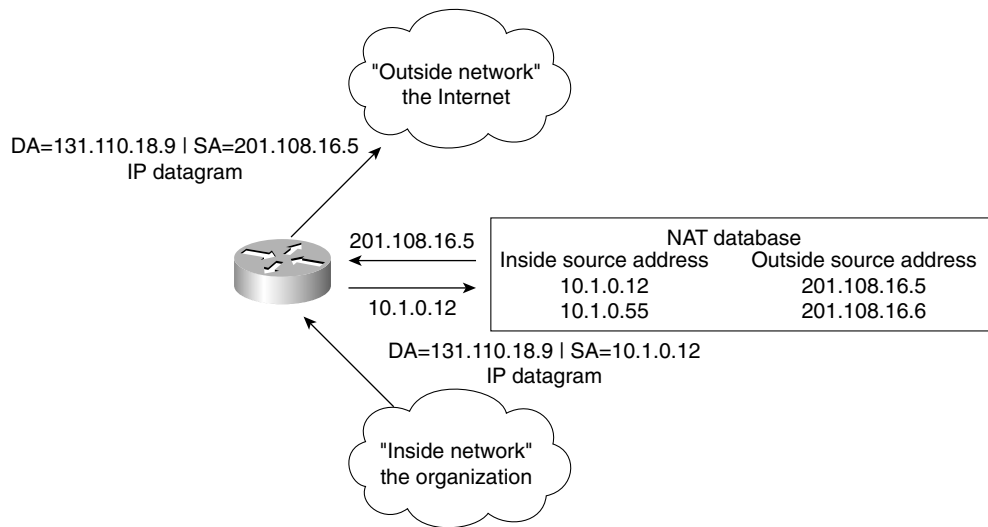 "Outside network"
the Internet
DA=131.110.18.9 | SA=201.108.16.5
IP datagram
201.108.16.5
10.1.0.12
NAT database
Inside source address Outside source address
10.1.0.12 201.108.16.5
10.1.0.55 201.108.16.6
DA=131.110.18.9 | SA=10.1.0.12
IP datagram
"Inside network"
the organization